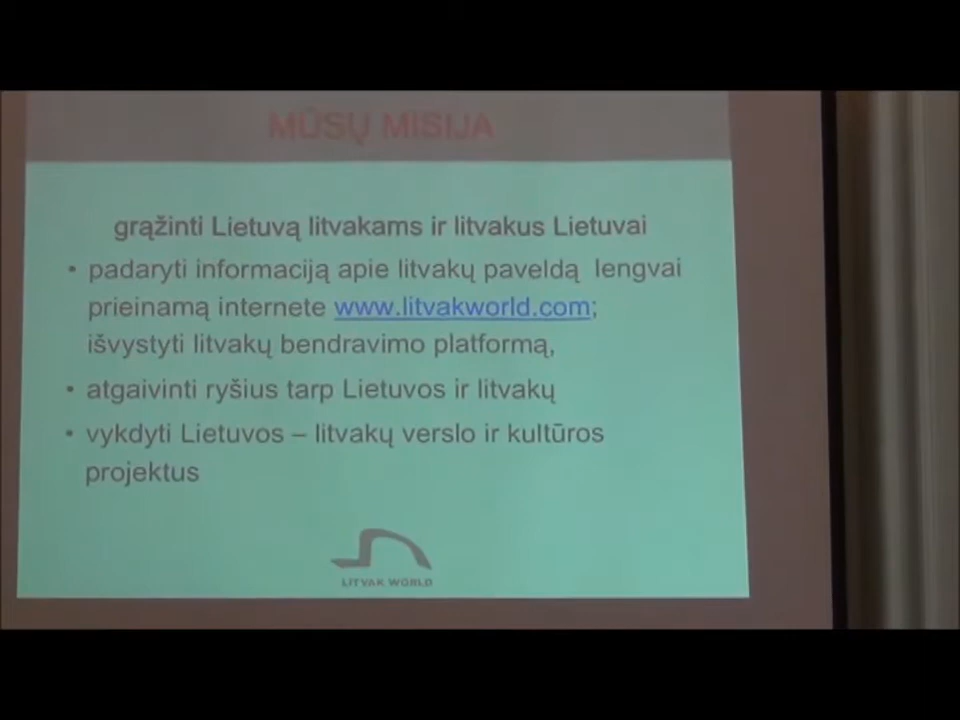 MŪSŲ MISIJA
grąžinti Lietuvą litvakams ir litvakus Lietuvai
• padaryti informaciją apie litvakų paveldą lengvai
prieinamą internete www.litvakworld.com;
išvystyti litvakų bendravimo platformą,
• atgaivinti ryšius tarp Lietuvos ir litvakų
• vykdyti Lietuvos – litvakų verslo ir kultūros
projektus
LITVAK WORLD